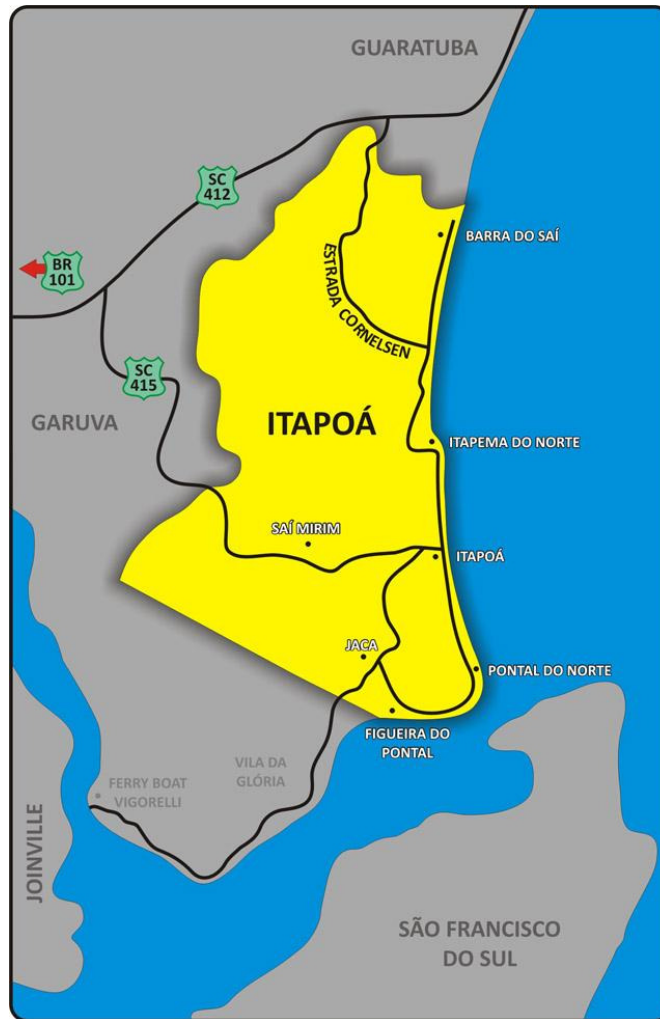 GUARATUBA
SC
412
BARRA DO SAÍ
BR
101
ESTRADA CORNELSEN
SC
415
GARUVA
ITAPOÁ
ITAPEMA DO NORTE
SAÍ MIRIM
ITAPOÁ
JACA
PONTAL DO NORTE
FIGUEIRA DO
PONTAL
VILA DA
GLÓRIA
FERRY BOAT
VIGORELLI
JOINVILLE
SÃO FRANCISCO
DO SUL